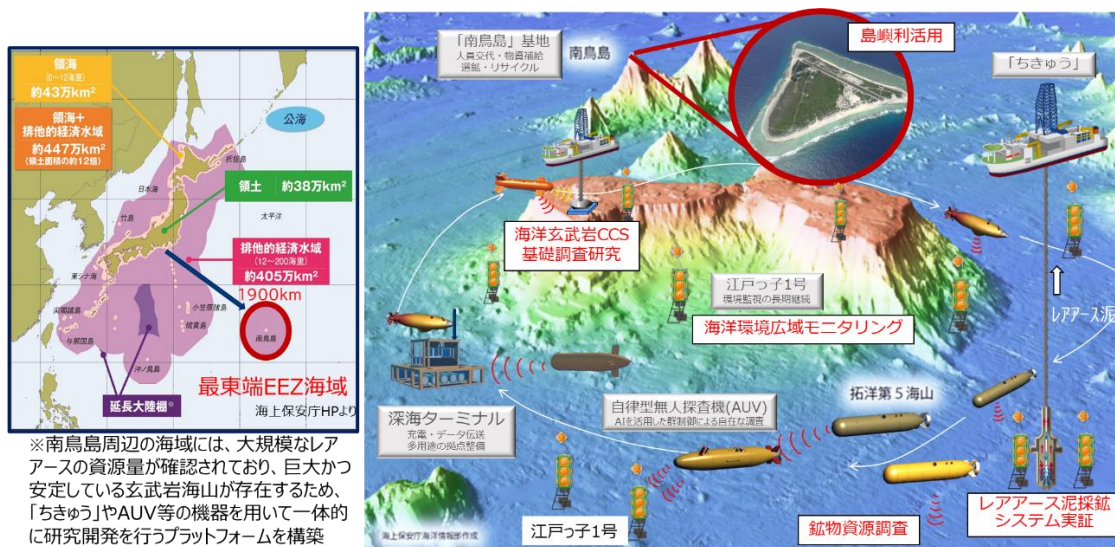 領海
(0~12海里)
約43万km²
領海+
排他的経済水域
約447万km²
(領土面積の約12倍)
公海
択捉島
日本海
領土 約38万km²
竹島
太平洋
排他的経済水域
(12~200海里)
約405万km²
東シナ海
1900km
尖閣諸島
小笠原諸島
硫黄島
南鳥島
与那国島
沖ノ鳥島
最東端EEZ海域
延長大陸棚※
海上保安庁HPより
※南鳥島周辺の海域には、大規模なレア
アースの資源量が確認されており、巨大かつ
安定している玄武岩海山が存在するため、
「ちきゅう」やAUV等の機器を用いて一体的
に研究開発を行うプラットフォームを構築
「南鳥島」基地
人員交代・物資補給
選鉱・リサイクル
南鳥島
島嶼利活用
「ちきゅう」
海洋玄武岩CCS
基礎調査研究
江戸っ子1号
環境監視の長期継続
海洋環境広域モニタリング
レアアース泥
深海ターミナル
充電・データ伝送
多用途の拠点整備
自律型無人探査機(AUV)
AIを活用した群制御による自在な調査
拓洋第5海山
江戸っ子1号
鉱物資源調査
レアアース泥採鉱
システム実証
海上保安庁海洋情報部作成